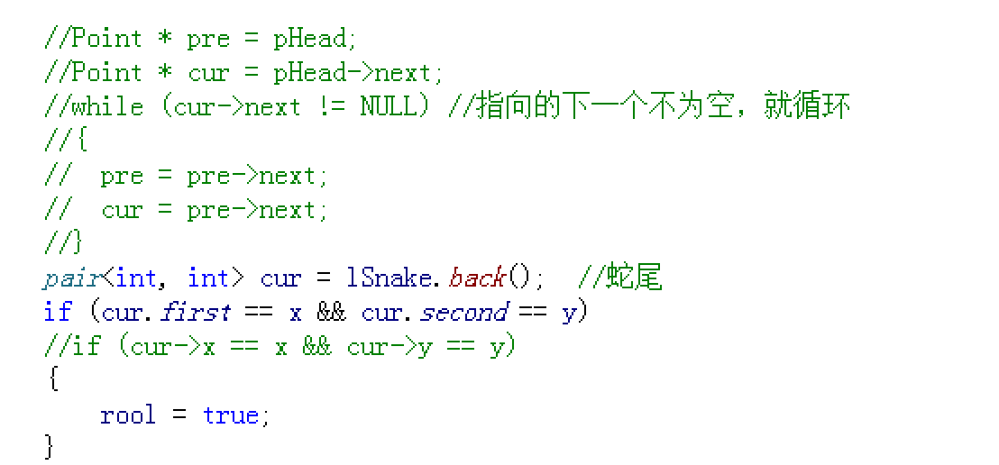 //Point * pre = pHead;
//Point * cur = pHead->next;
//while (cur->next != NULL) //指向的下一个不为空，就循环
//{
//  pre = pre->next;
//  cur = pre->next;
//}
pair<int, int> cur = lSnake.back();  //蛇尾
if (cur.first == x && cur.second == y)
//if (cur->x == x && cur->y == y)
{
    rool = true;
}